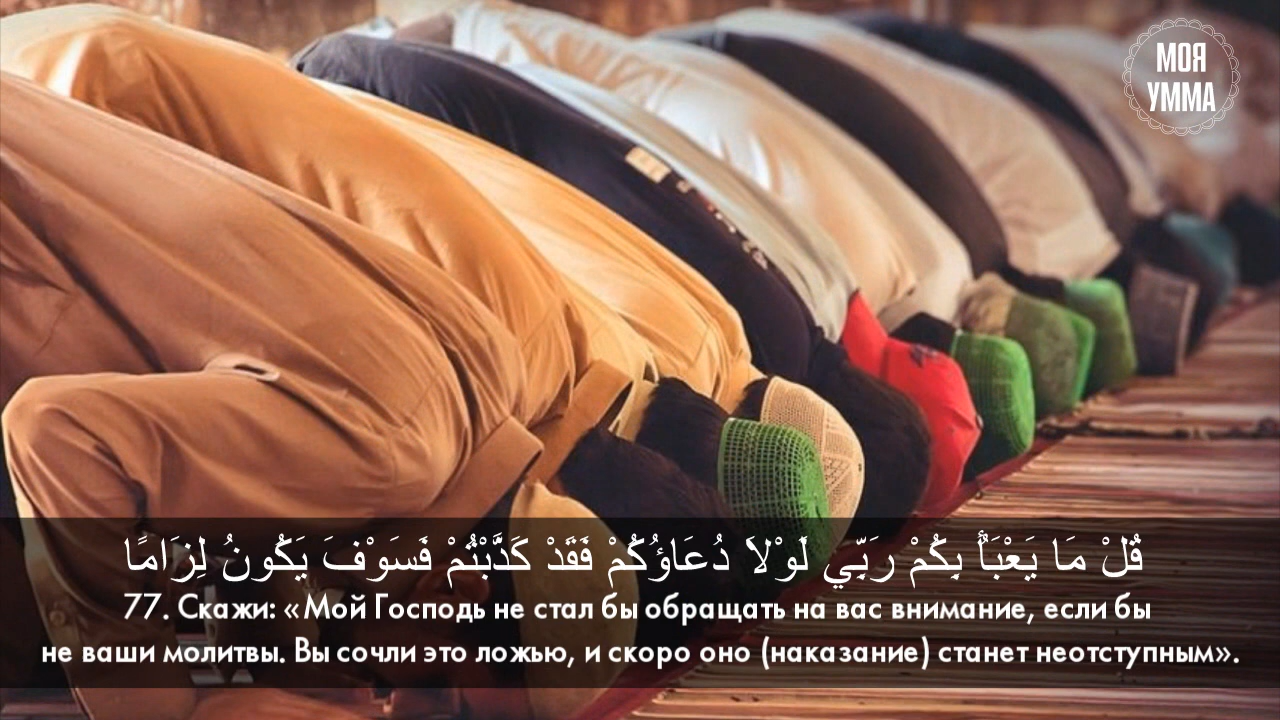 МОЯ
УММА
قُلْ مَا يَعْبَأُ بِكُمْ رَبِّي لَوْلاَ دُعَاؤُكُمْ فَقَدْ كَذَّبْتُمْ فَسَوْفَ يَكُونُ لِزَامًا
77. Скажи: «Мой Господь не стал бы обращать на вас внимание, если бы
не ваши молитвы. Вы сочли это ложью, и скоро оно (наказание) станет неотступным».